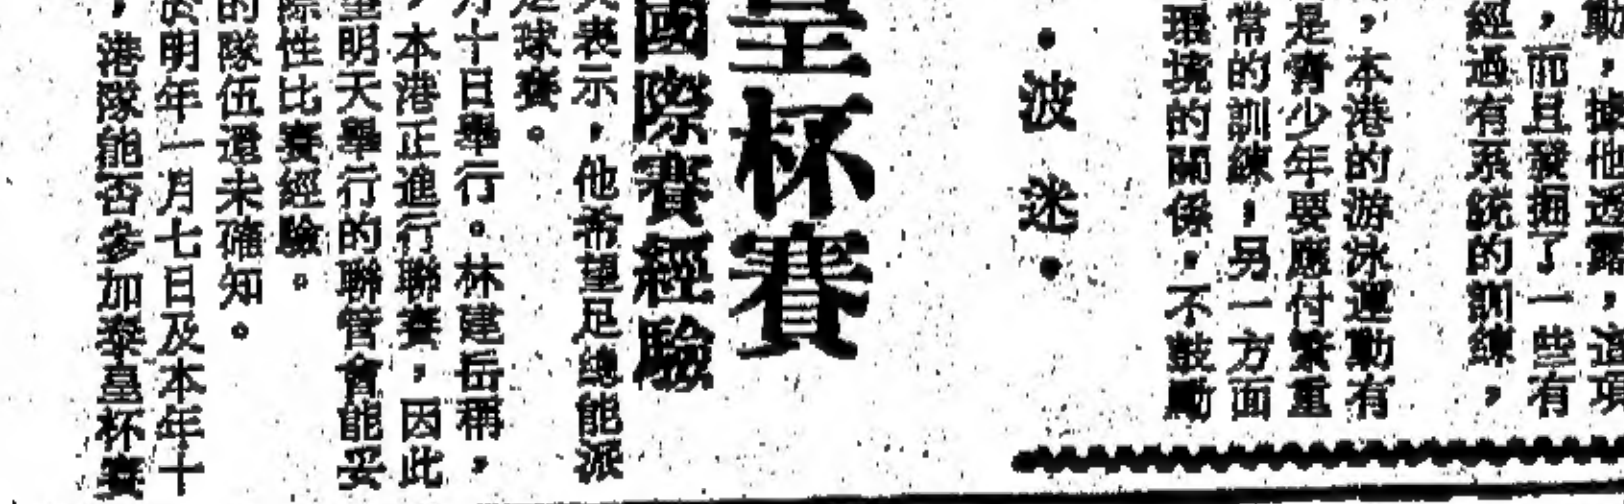 動，據他透露，這項
，而且發掘了一些有
經過有系統的訓練，
，本港的游泳運動有
是青少年要應付繁重
常的訓練，另一方面
環境的關係，不鼓勵
・波迷・
皇杯賽
國際賽經驗
表示，他希望足總能派
足球賽。
月十日舉行。林建岳稱，
，本港正進行聯賽，因此
望明天舉行的聯管會能妥
際性比賽經驗。
的隊伍還未確知。
於明年一月七日及本年十
，港隊能否參加泰皇杯賽